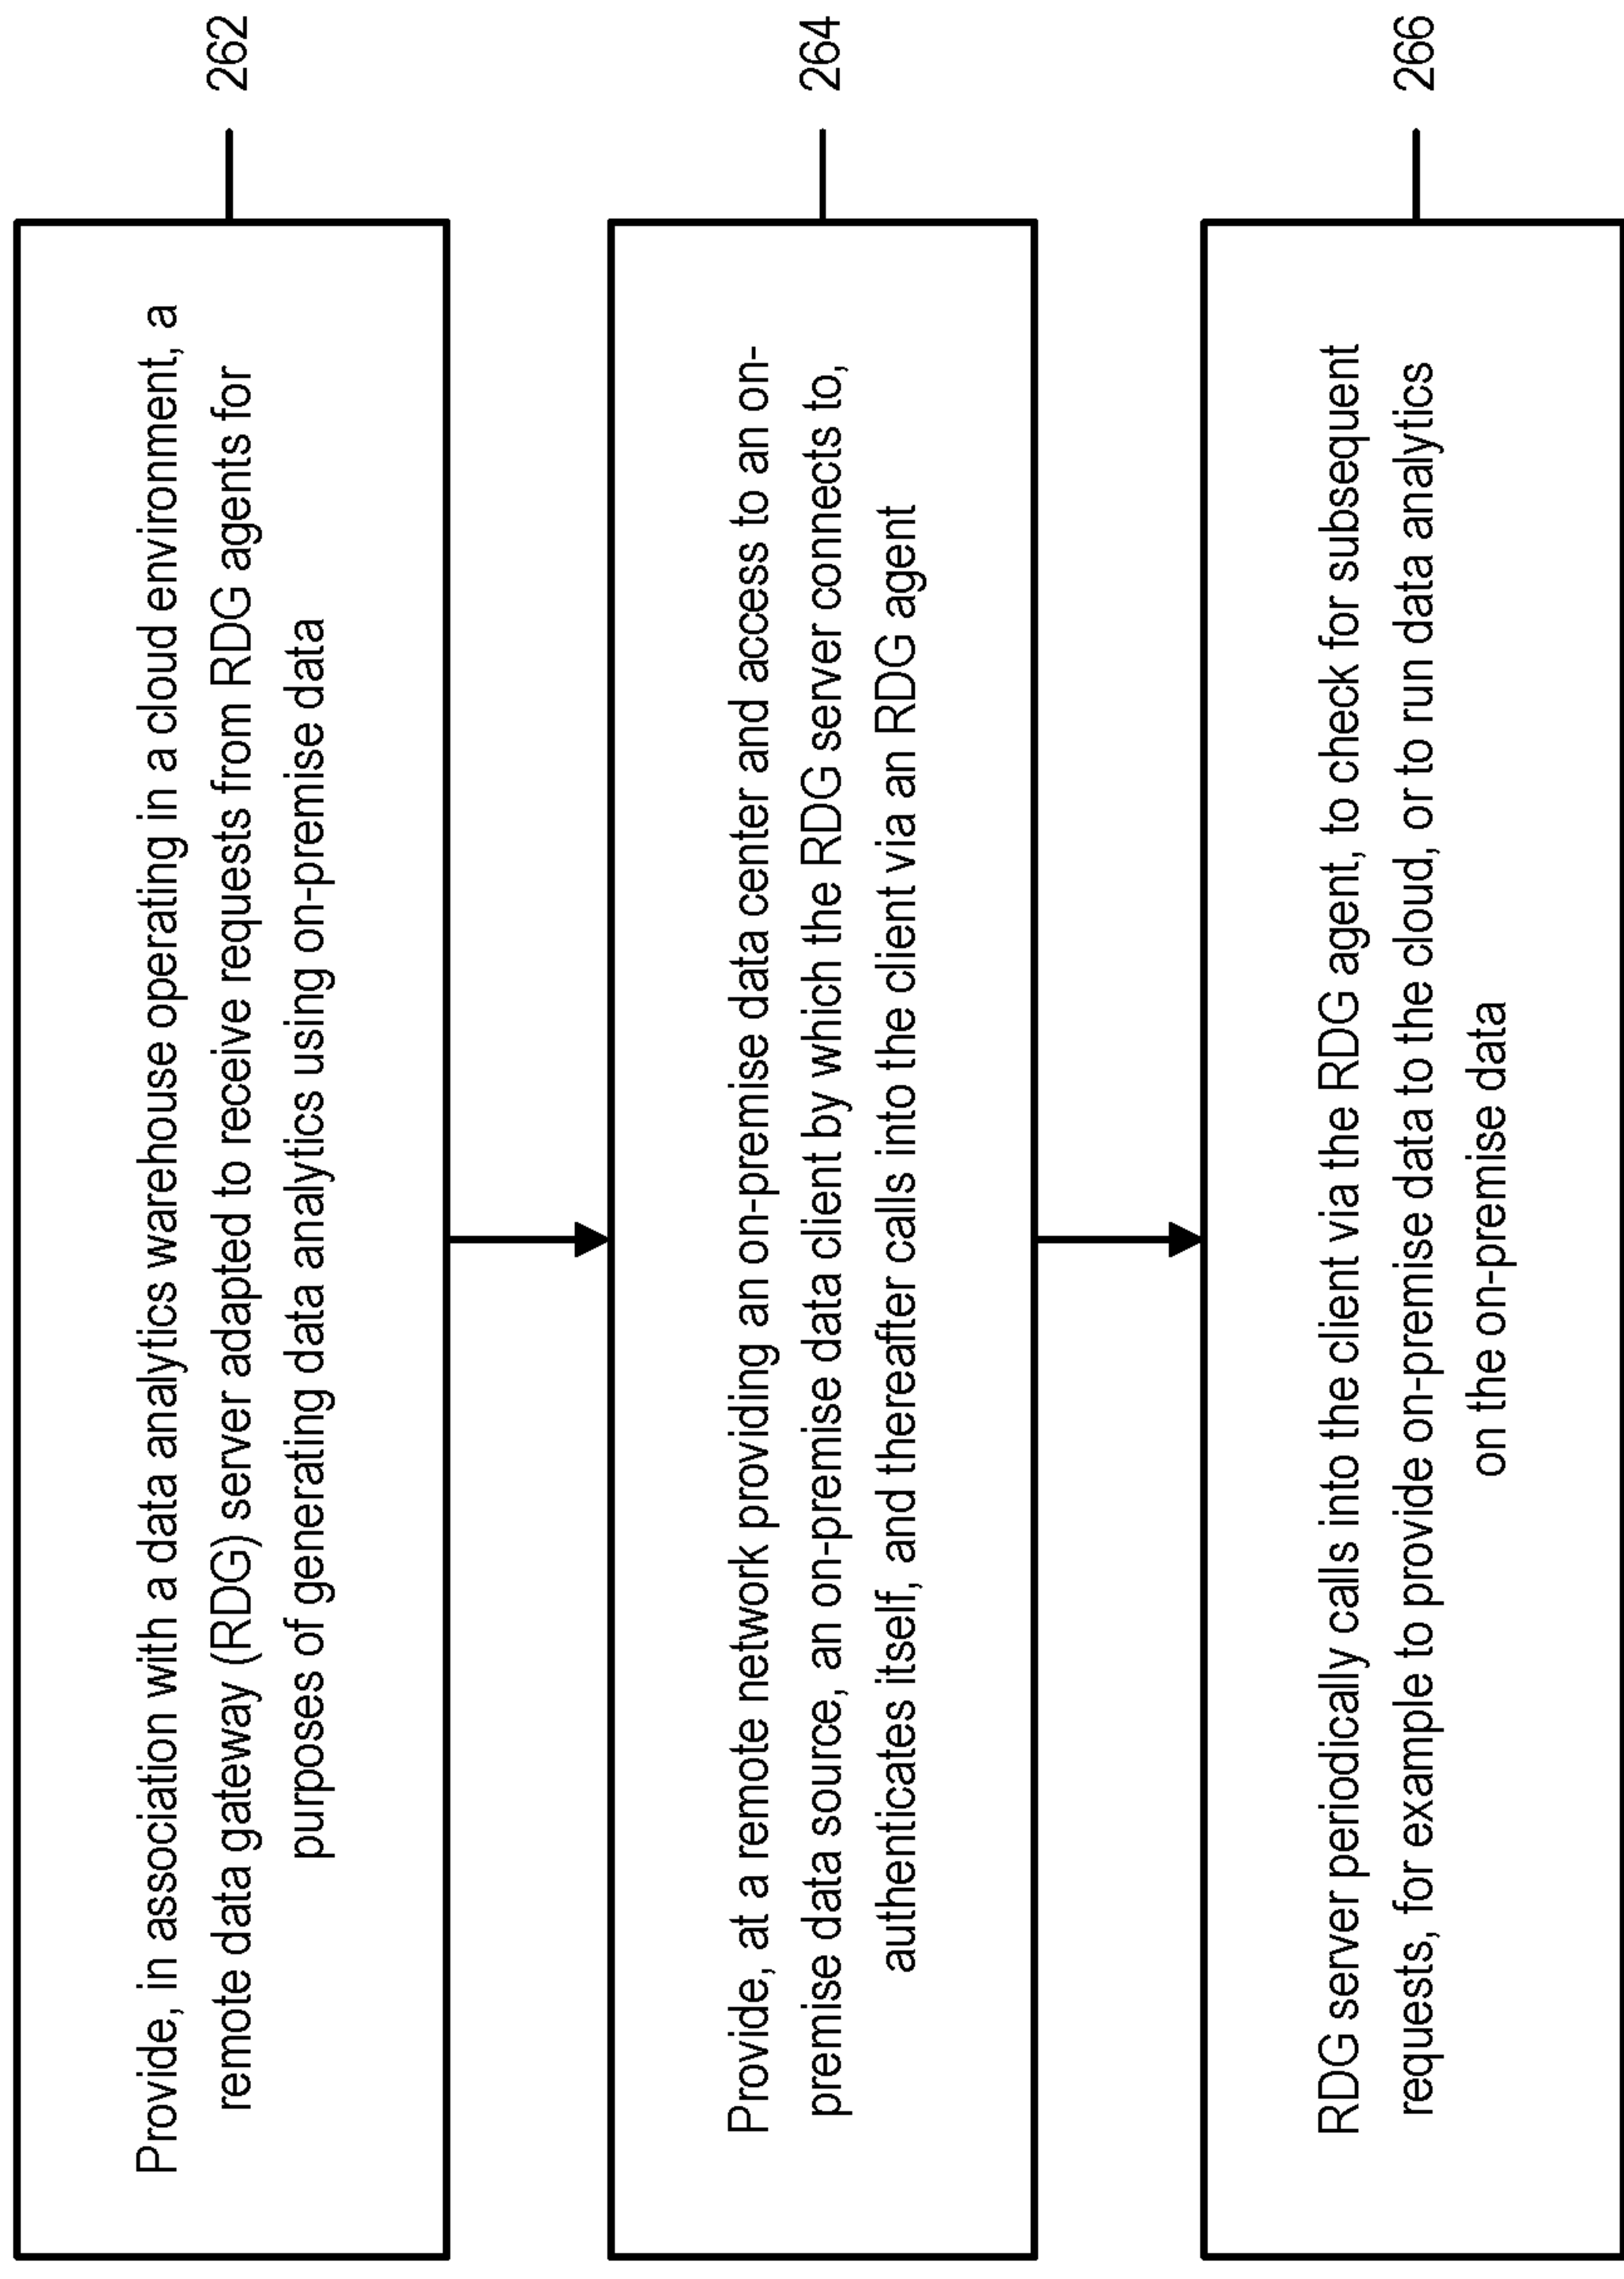 Provide, in association with a data analytics warehouse operating in a cloud environment, a
remote data gateway (RDG) server adapted to receive requests from RDG agents for
purposes of generating data analytics using on-premise data
262
Provide, at a remote network providing an on-premise data center and access to an on-
premise data source, an on-premise data client by which the RDG server connects to,
authenticates itself, and thereafter calls into the client via an RDG agent
264
RDG server periodically calls into the client via the RDG agent, to check for subsequent
requests, for example to provide on-premise data to the cloud, or to run data analytics
on the on-premise data
266